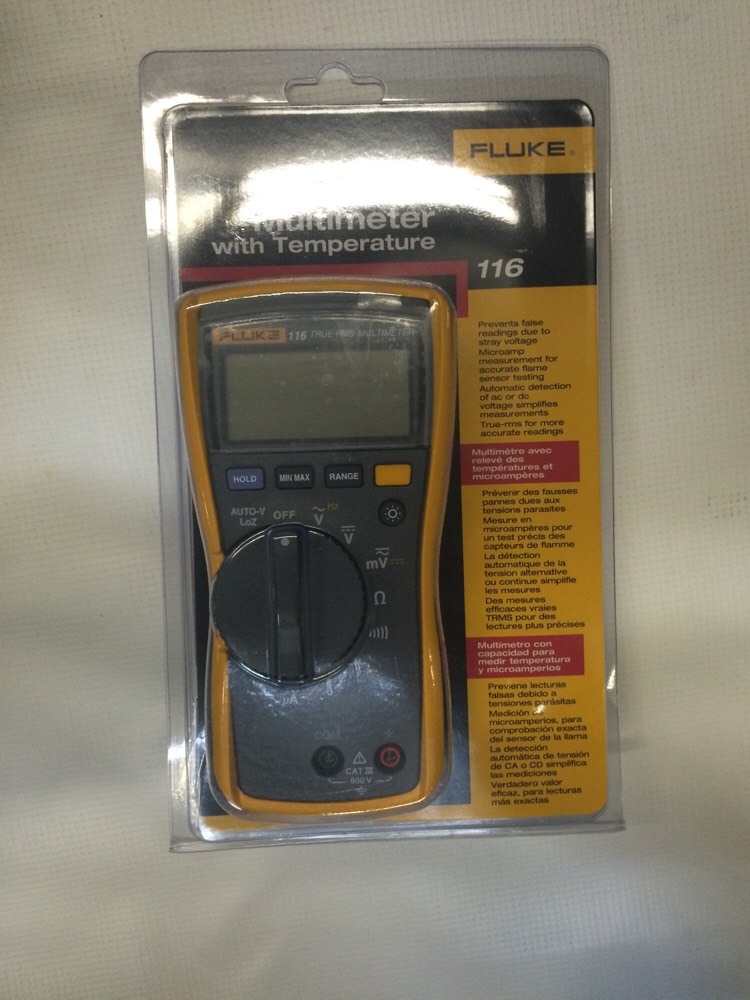 FLUKE
Multimeter
with Temperature
116
FLUKE 116 TRUE-RMS MULTIMETER
HOLD
MIN MAX
RANGE
AUTO-V
LoZ
OFF
Hz
V
V
mV
Ω
µA
COM
+
CAT III
600 V
Prevents false
readings due to
stray voltage
Microamp
measurement for
accurate flame
sensor testing
Automatic detection
of ac or dc
voltage simplifies
measurements
True-rms for more
accurate readings
Multimètre avec
relevé des
températures et
microampères
Prévenir des fausses
pannes dues aux
tensions parasites
Mesure en
microampères pour
un test précis des
capteurs de flamme
La détection
automatique de la
tension alternative
ou continue simplifie
les mesures
Des mesures
efficaces vraies
TRMS pour des
lectures plus précises
Multimetro con
capacidad para
medir temperatura
y microamperios
Previene lecturas
falsas debido a
tensiones parásitas
Medición de
microamperios, para
comprobación exacta
del sensor de la llama
La detección
automática de tensión
de CA o CD simplifica
las mediciones
Verdadero valor
eficaz, para lecturas
más exactas